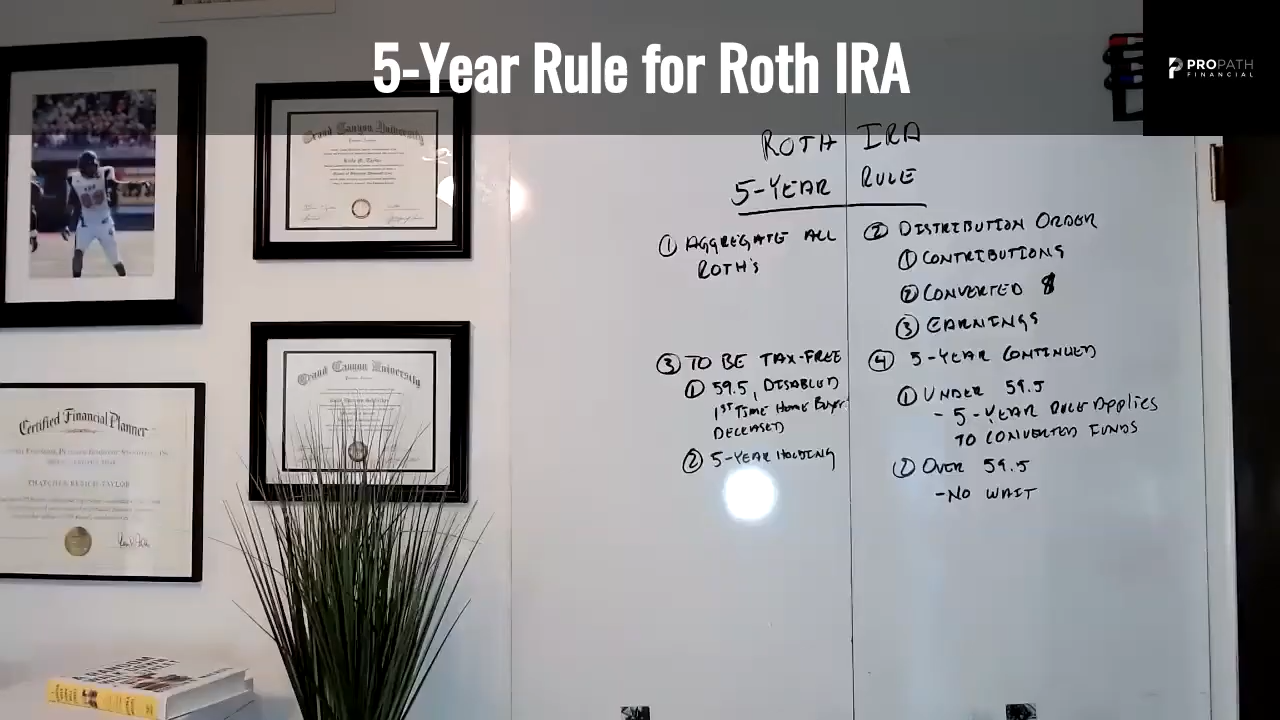 5-Year Rule for Roth IRA
PROPATH
FINANCIAL
ROTH IRA
5-YEAR RULE
① AGGREGATE ALL
ROTH'S
② DISTRIBUTION ORDER
① CONTRIBUTIONS
② CONVERTED $
③ EARNINGS
③ TO BE TAX-FREE
① 59.5, DISABLED
1ST TIME HOME BUYER
DECEASED
② 5-YEAR HOLDING
④ 5-YEAR CONTINUED
① UNDER 59.5
- 5-YEAR RULE APPLIES
TO CONVERTED FUNDS
② OVER 59.5
- NO WAIT
Grand Canyon University
Grand Canyon University
Certified Financial Planner